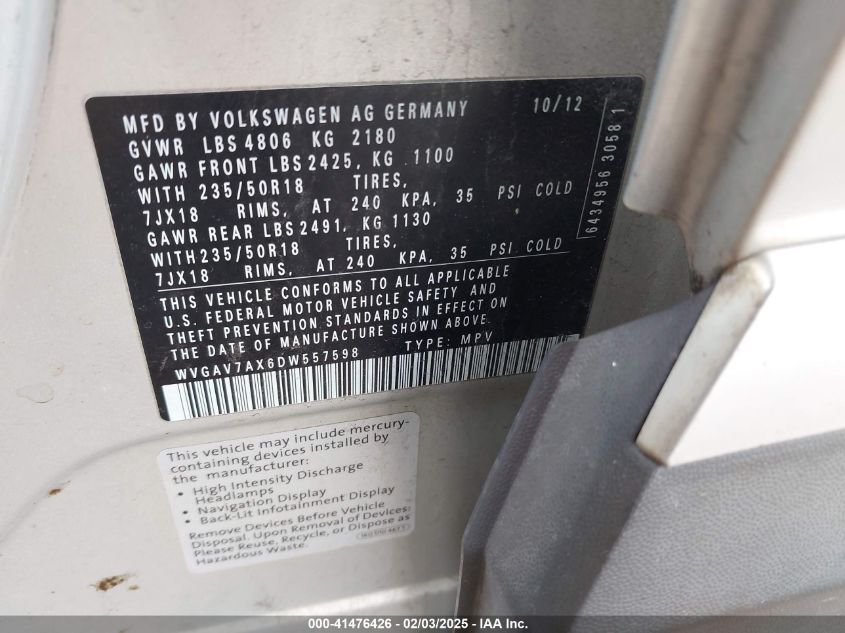 MFD BY VOLKSWAGEN AG GERMANY 10/12
GVWR LBS 4806 KG 2180
GAWR FRONT LBS 2425, KG 1100
WITH 235/50R18 TIRES,
7JX18 RIMS, AT 240 KPA, 35 PSI COLD
GAWR REAR LBS 2491, KG 1130
WITH 235/50R18 TIRES,
7JX18 RIMS, AT 240 KPA, 35 PSI COLD
THIS VEHICLE CONFORMS TO ALL APPLICABLE
U.S. FEDERAL MOTOR VEHICLE SAFETY AND
THEFT PREVENTION STANDARDS IN EFFECT ON
THE DATE OF MANUFACTURE SHOWN ABOVE.
WVGAV7AX6DW557598 TYPE: MPV
6434956 3058 1
This vehicle may include mercury-
containing devices installed by
the manufacturer:
• High Intensity Discharge
Headlamps
• Navigation Display
• Back-Lit Infotainment Display
Remove Devices Before Vehicle
Disposal. Upon Removal of Devices:
Please Reuse, Recycle, or Dispose as
Hazardous Waste.
000-41476426 - 02/03/2025 - IAA Inc.